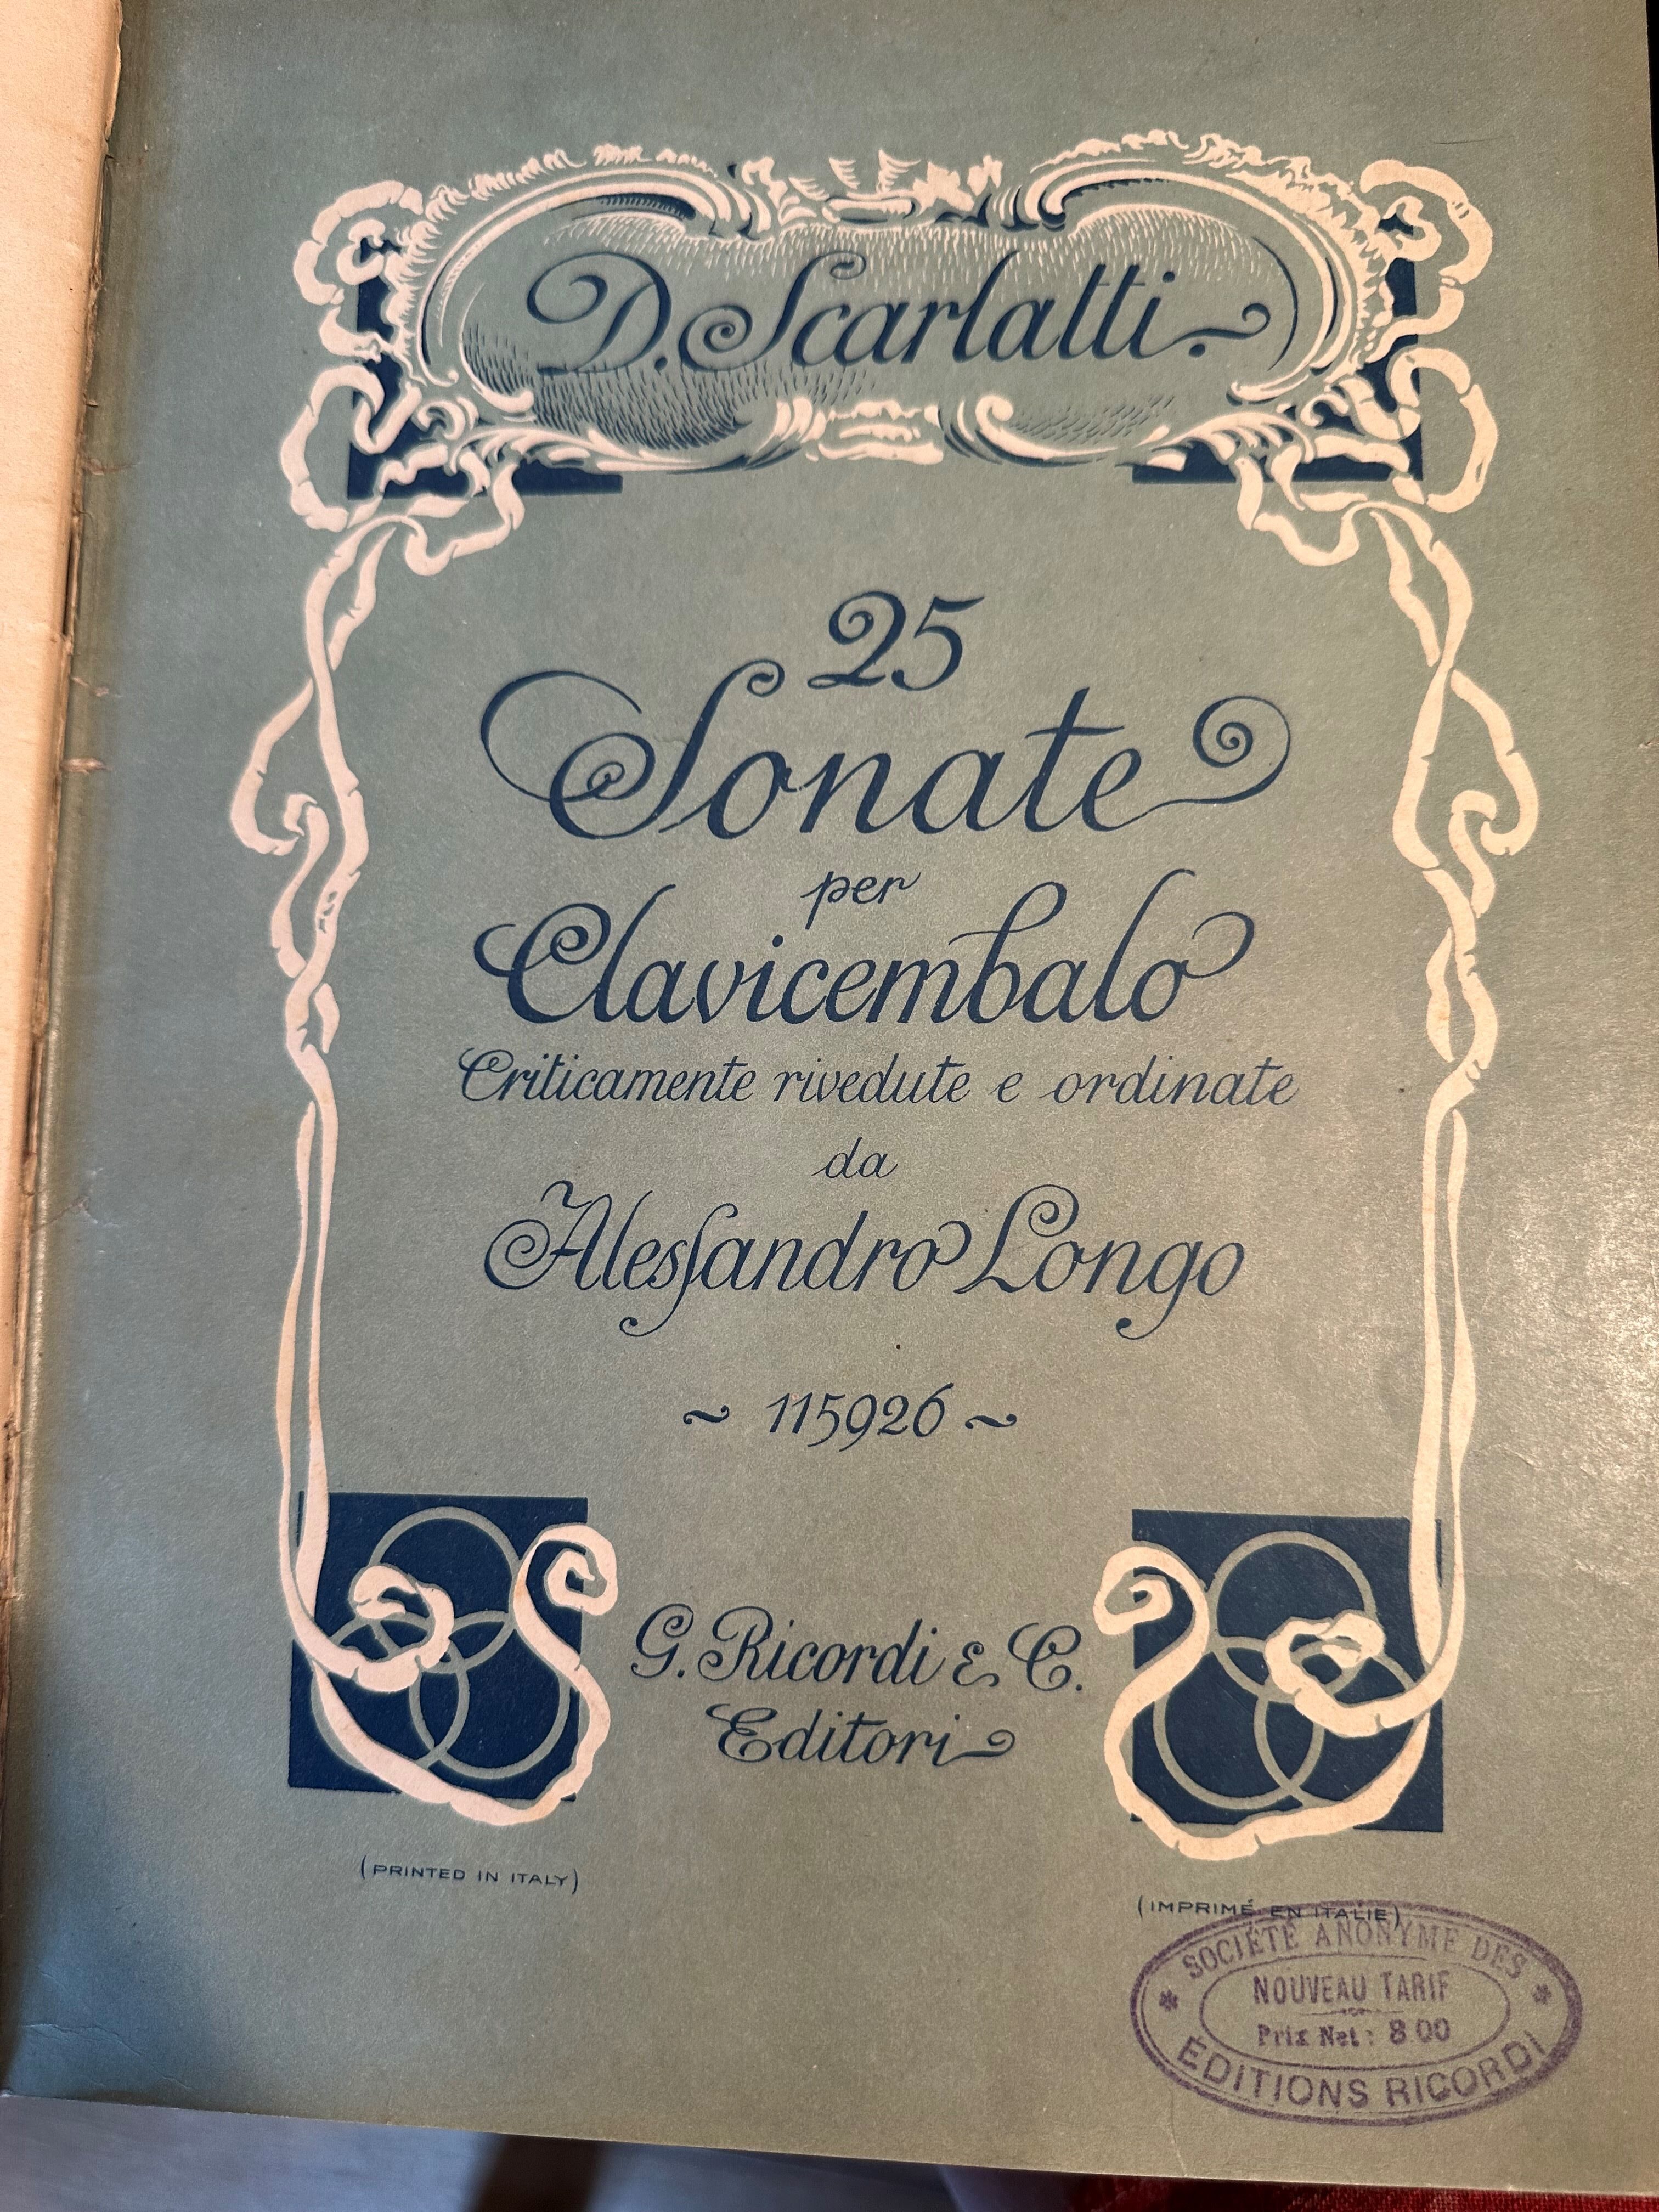 D. Scarlatti.
25
Sonate
per
Clavicembalo
Criticamente rivedute e ordinate
da
Alessandro Longo
~ 115926 ~
G. Ricordi & C.
Editori
(PRINTED IN ITALY)
(IMPRIMÉ EN ITALIE)
SOCIÉTÉ ANONYME DES
NOUVEAU TARIF
Prix Net: 8.00
ÉDITIONS RICORDI